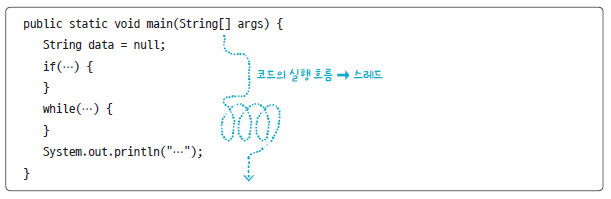 public static void main(String[] args) {
String data = null;
if(…) {
}
코드의 실행 흐름 → 스레드
while(…) {
}
System.out.println("…");
}